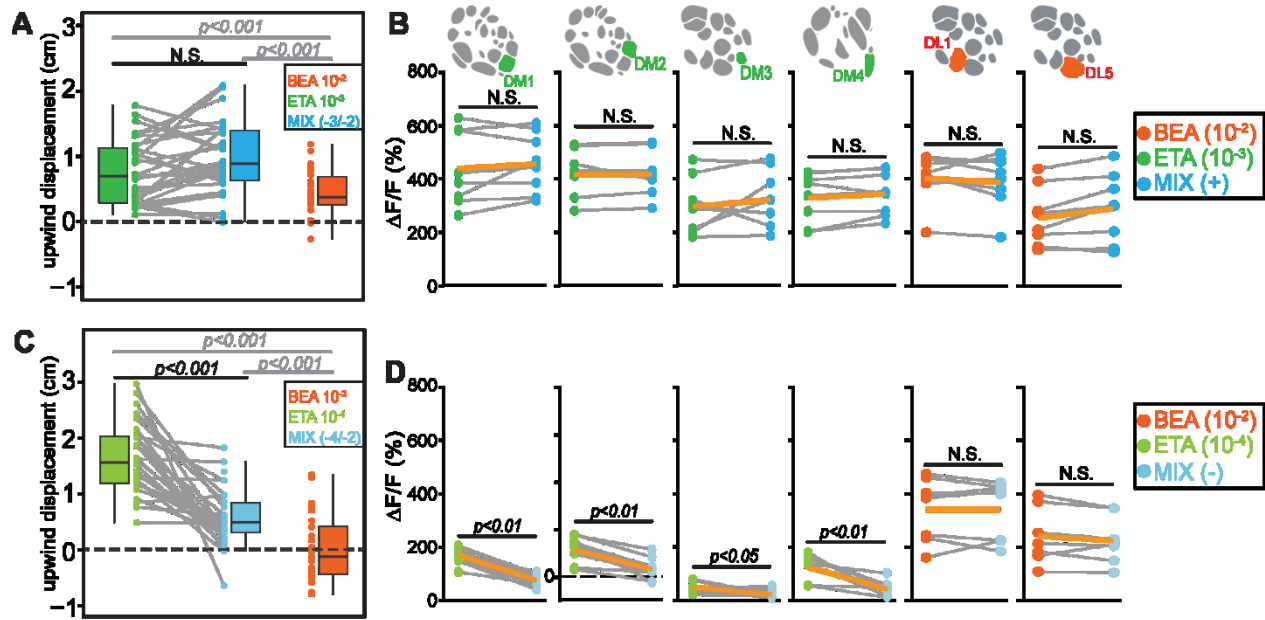 A
upwind displacement (cm)
3
2
1
0
−1
p<0.001
N.S.
p<0.001
BEA 10⁻²
ETA 10⁻³
MIX (-3/-2)
B
DM1
DM2
DM3
DM4
DL1
DL5
ΔF/F (%)
800
600
400
200
0
N.S.
N.S.
N.S.
N.S.
N.S.
N.S.
BEA (10⁻²)
ETA (10⁻³)
MIX (+)
C
upwind displacement (cm)
3
2
1
0
−1
p<0.001
p<0.001
p<0.001
BEA 10⁻³
ETA 10⁻⁴
MIX (-4/-2)
D
ΔF/F (%)
800
600
400
200
0
0
p<0.01
p<0.01
p<0.05
p<0.01
N.S.
N.S.
BEA (10⁻²)
ETA (10⁻⁴)
MIX (-)